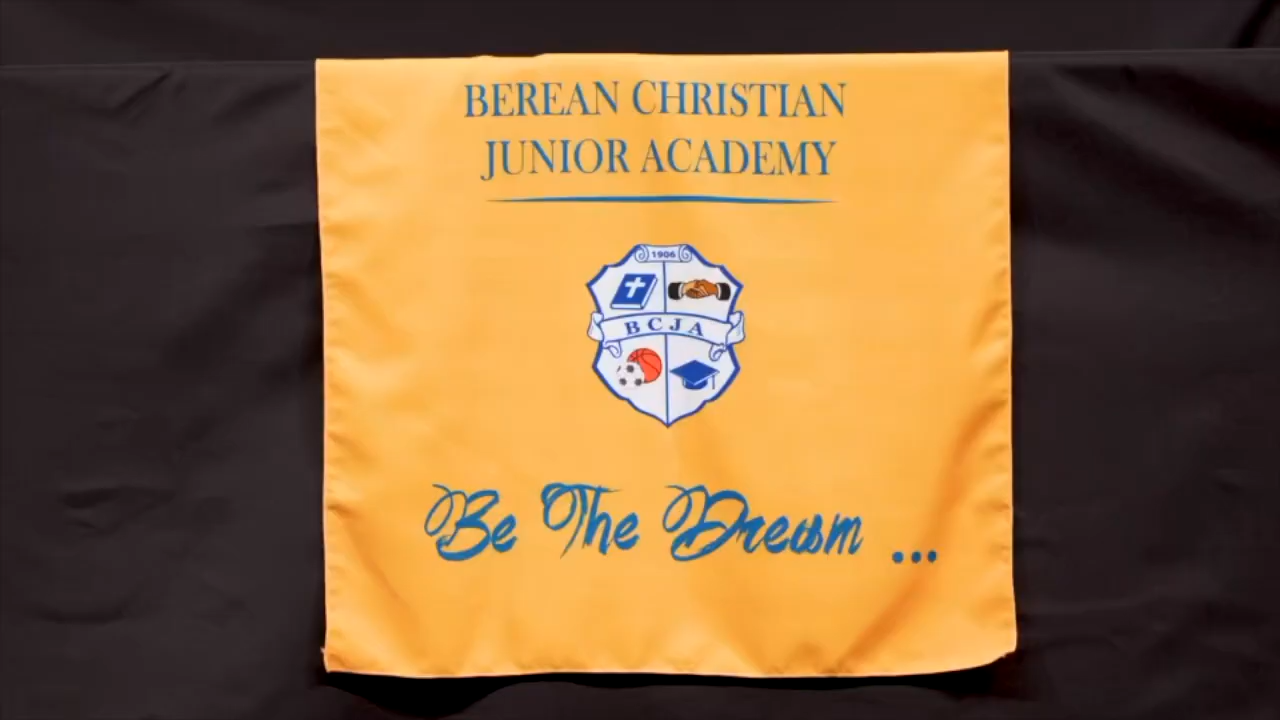 BEREAN CHRISTIAN
JUNIOR ACADEMY
1906
BCJA
Be The Dream ...